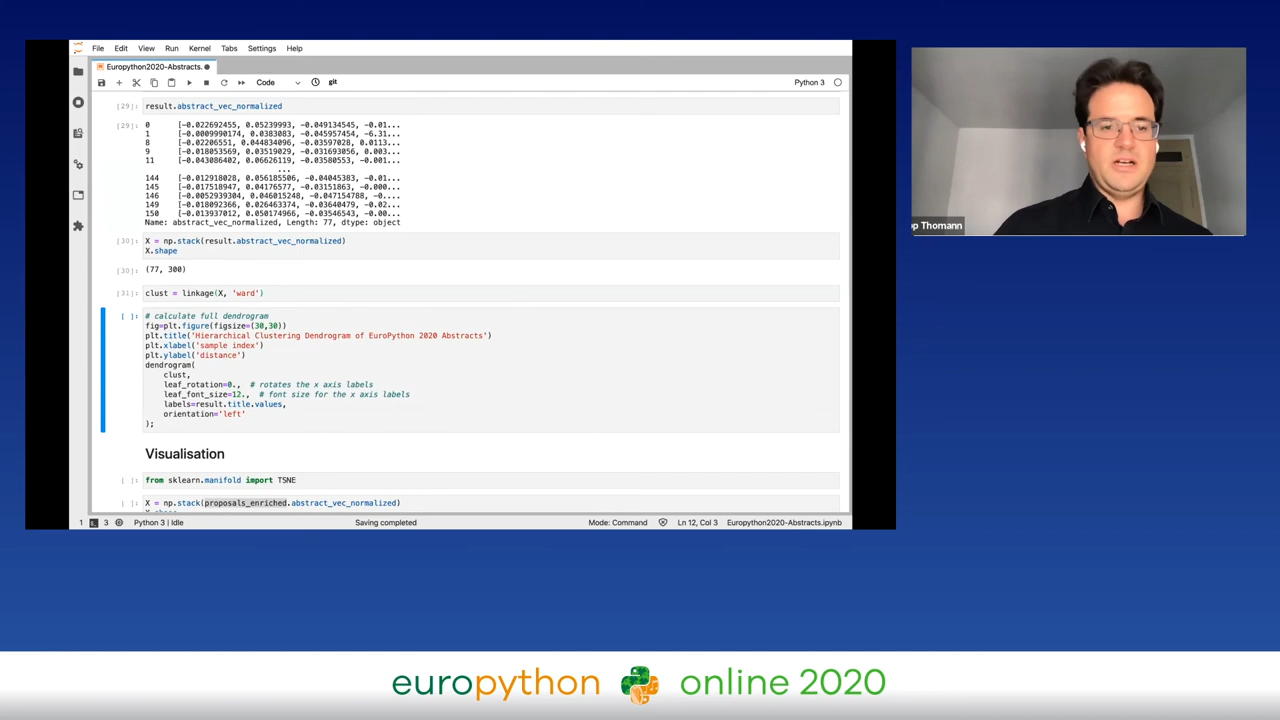 File Edit View Run Kernel Tabs Settings Help
Europython2020-Abstracts.
Code
git
Python 3
[29]: result.abstract_vec_normalized
[29]: 0 [-0.022692455, 0.05239993, -0.049134545, -0.01...
1 [-0.0009990174, 0.0383083, -0.045957454, -6.31...
8 [-0.02206551, 0.044834096, -0.03597028, 0.0113...
9 [-0.018053569, 0.03519029, -0.031693056, 0.003...
11 [-0.043086402, 0.06626119, -0.03580553, -0.001...
...
144 [-0.012918028, 0.056185506, -0.04045383, -0.01...
145 [-0.017518947, 0.04176577, -0.03151863, -0.000...
146 [-0.0052939304, 0.046015248, -0.047154788, -0....
149 [-0.018092366, 0.026463374, -0.03640479, -0.02...
150 [-0.013937012, 0.050174966, -0.03546543, -0.00...
Name: abstract_vec_normalized, Length: 77, dtype: object
[30]: X = np.stack(result.abstract_vec_normalized)
X.shape
[30]: (77, 300)
[31]: clust = linkage(X, 'ward')
[ ]: # calculate full dendrogram
fig=plt.figure(figsize=(30,30))
plt.title('Hierarchical Clustering Dendrogram of EuroPython 2020 Abstracts')
plt.xlabel('sample index')
plt.ylabel('distance')
dendrogram(
clust,
leaf_rotation=0., # rotates the x axis labels
leaf_font_size=12., # font size for the x axis labels
labels=result.title.values,
orientation='left'
);
Visualisation
[ ]: from sklearn.manifold import TSNE
[ ]: X = np.stack(proposals_enriched.abstract_vec_normalized)
1 3 Python 3 | Idle Saving completed Mode: Command Ln 12, Col 3 Europython2020-Abstracts.ipynb
Thomann
europython online 2020